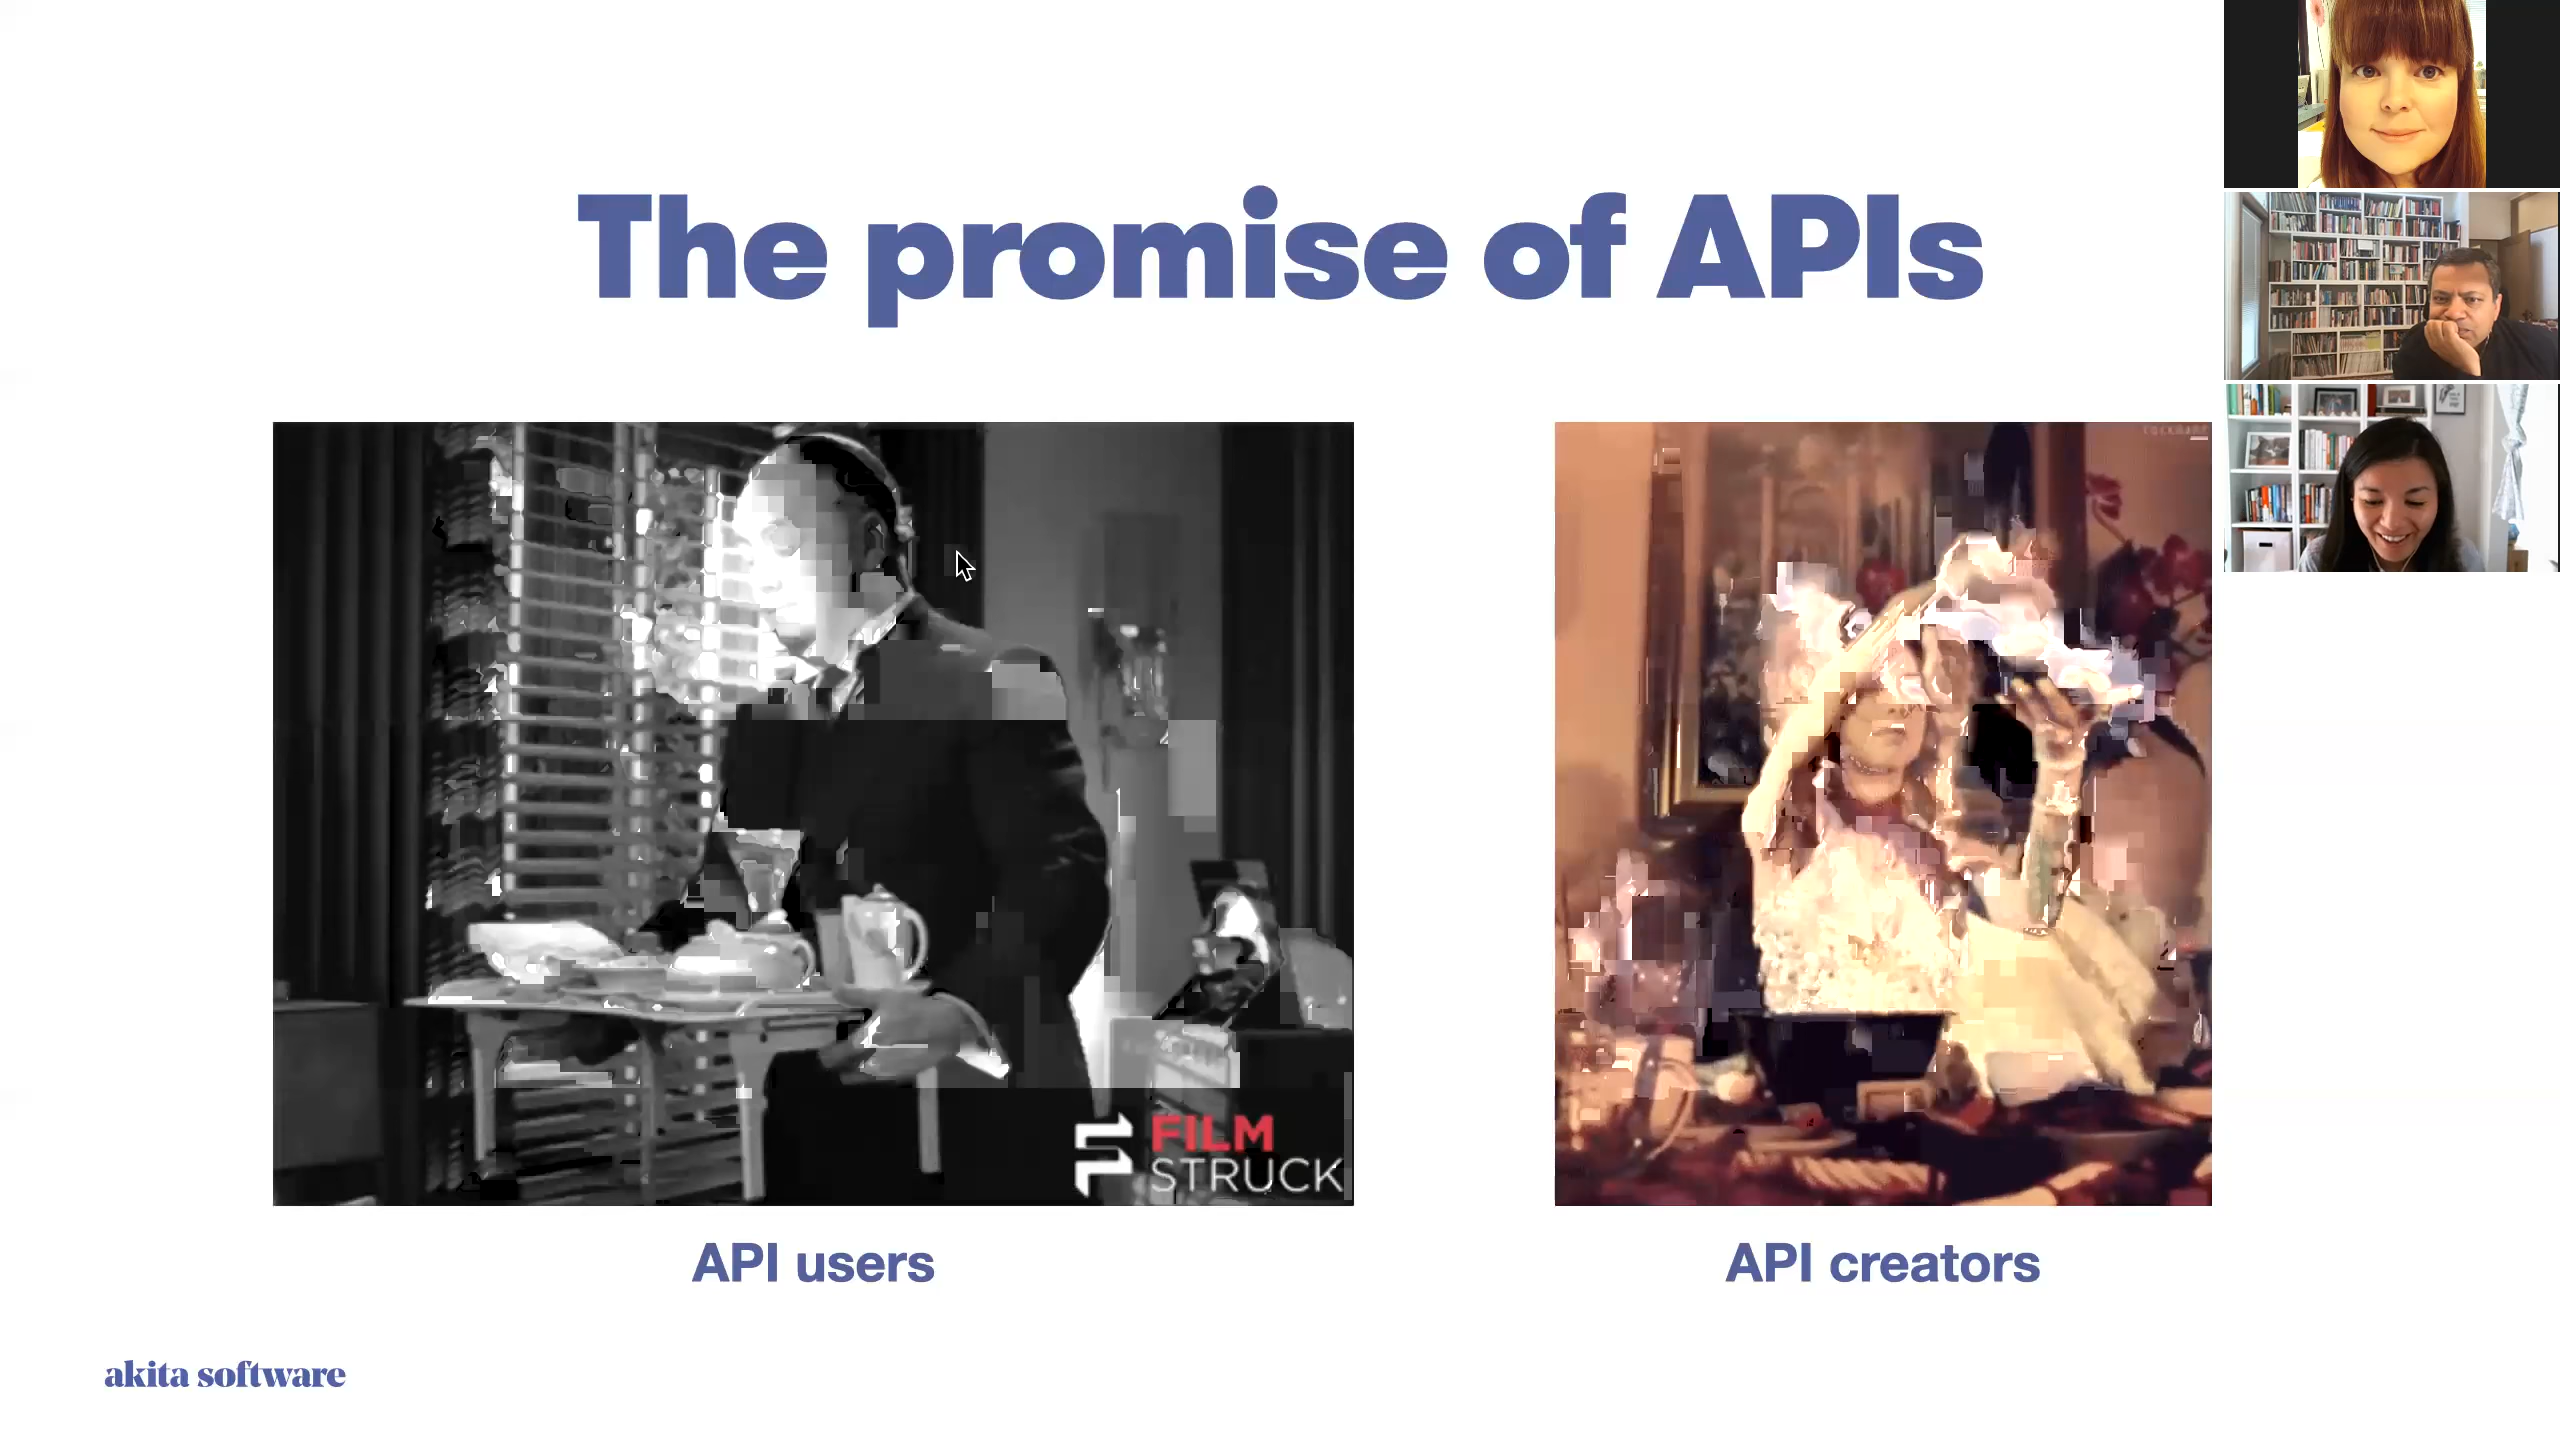 The promise of APIs
FILM
STRUCK
API users
API creators
akita software